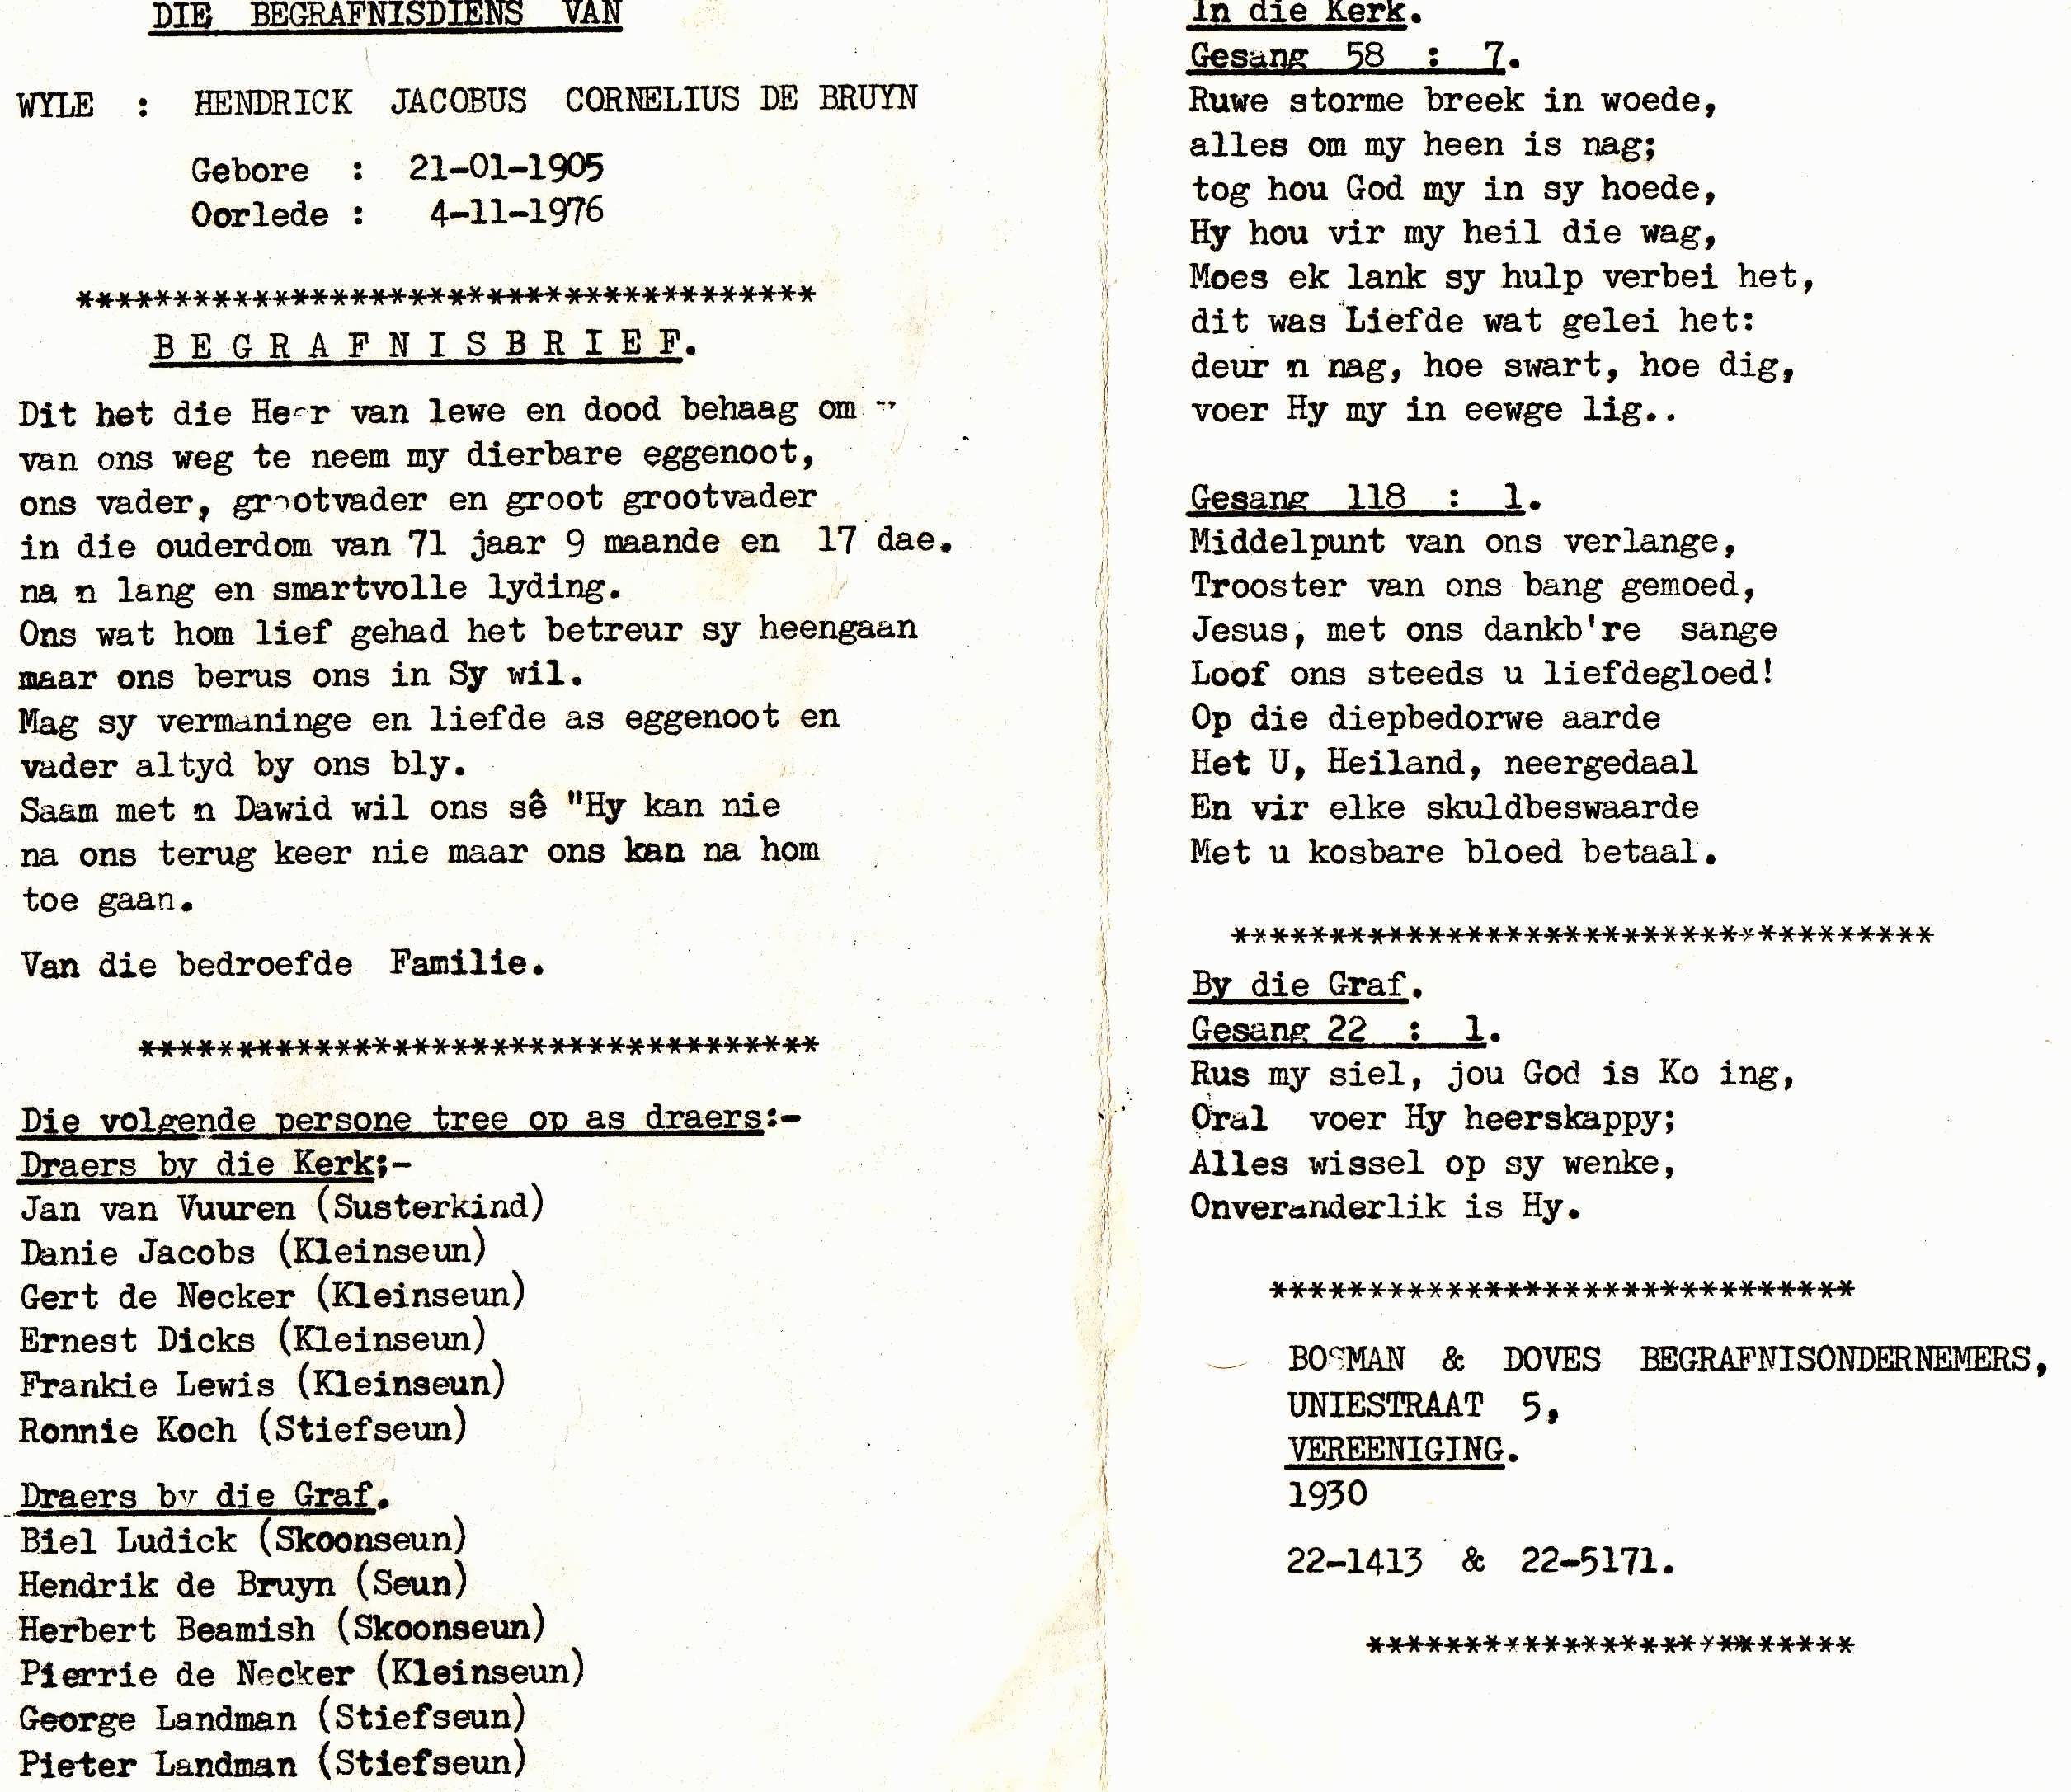 DIE BEGRAFNISDIENS VAN
WYLE : HENDRICK JACOBUS CORNELIUS DE BRUYN
Gebore : 21-01-1905
Oorlede : 4-11-1976
**************************************
B E G R A F N I S B R I E F.
Dit het die Heer van lewe en dood behaag om
van ons weg te neem my dierbare eggenoot,
ons vader, grootvader en groot grootvader
in die ouderdom van 71 jaar 9 maande en 17 dae.
na n lang en smartvolle lyding.
Ons wat hom lief gehad het betreur sy heengaan
maar ons berus ons in Sy wil.
Mag sy vermaninge en liefde as eggenoot en
vader altyd by ons bly.
Saam met n Dawid wil ons sê "Hy kan nie
na ons terug keer nie maar ons kan na hom
toe gaan.
Van die bedroefde Familie.
***********************************
Die volgende persone tree op as draers:-
Draers by die Kerk;-
Jan van Vuuren (Susterkind)
Danie Jacobs (Kleinseun)
Gert de Necker (Kleinseun)
Ernest Dicks (Kleinseun)
Frankie Lewis (Kleinseun)
Ronnie Koch (Stiefseun)
Draers by die Graf.
Biel Ludick (Skoonseun)
Hendrik de Bruyn (Seun)
Herbert Beamish (Skoonseun)
Pierrie de Necker (Kleinseun)
George Landman (Stiefseun)
Pieter Landman (Stiefseun)
In die Kerk.
Gesang 58 : 7.
Ruwe storme breek in woede,
alles om my heen is nag;
tog hou God my in sy hoede,
Hy hou vir my heil die wag,
Moes ek lank sy hulp verbei het,
dit was Liefde wat gelei het:
deur n nag, hoe swart, hoe dig,
voer Hy my in eewge lig..
Gesang 118 : 1.
Middelpunt van ons verlange,
Trooster van ons bang gemoed,
Jesus, met ons dankb're sange
Loof ons steeds u liefdegloed!
Op die diepbedorwe aarde
Het U, Heiland, neergedaal
En vir elke skuldbeswaarde
Met u kosbare bloed betaal.
************************************
By die Graf.
Gesang 22 : 1.
Rus my siel, jou God is Ko ing,
Oral voer Hy heerskappy;
Alles wissel op sy wenke,
Onveranderlik is Hy.
******************************
BOSMAN & DOVES BEGRAFNISONDERNEMERS,
UNIESTRAAT 5,
VEREENIGING.
1930
22-1413 & 22-5171.
*************************